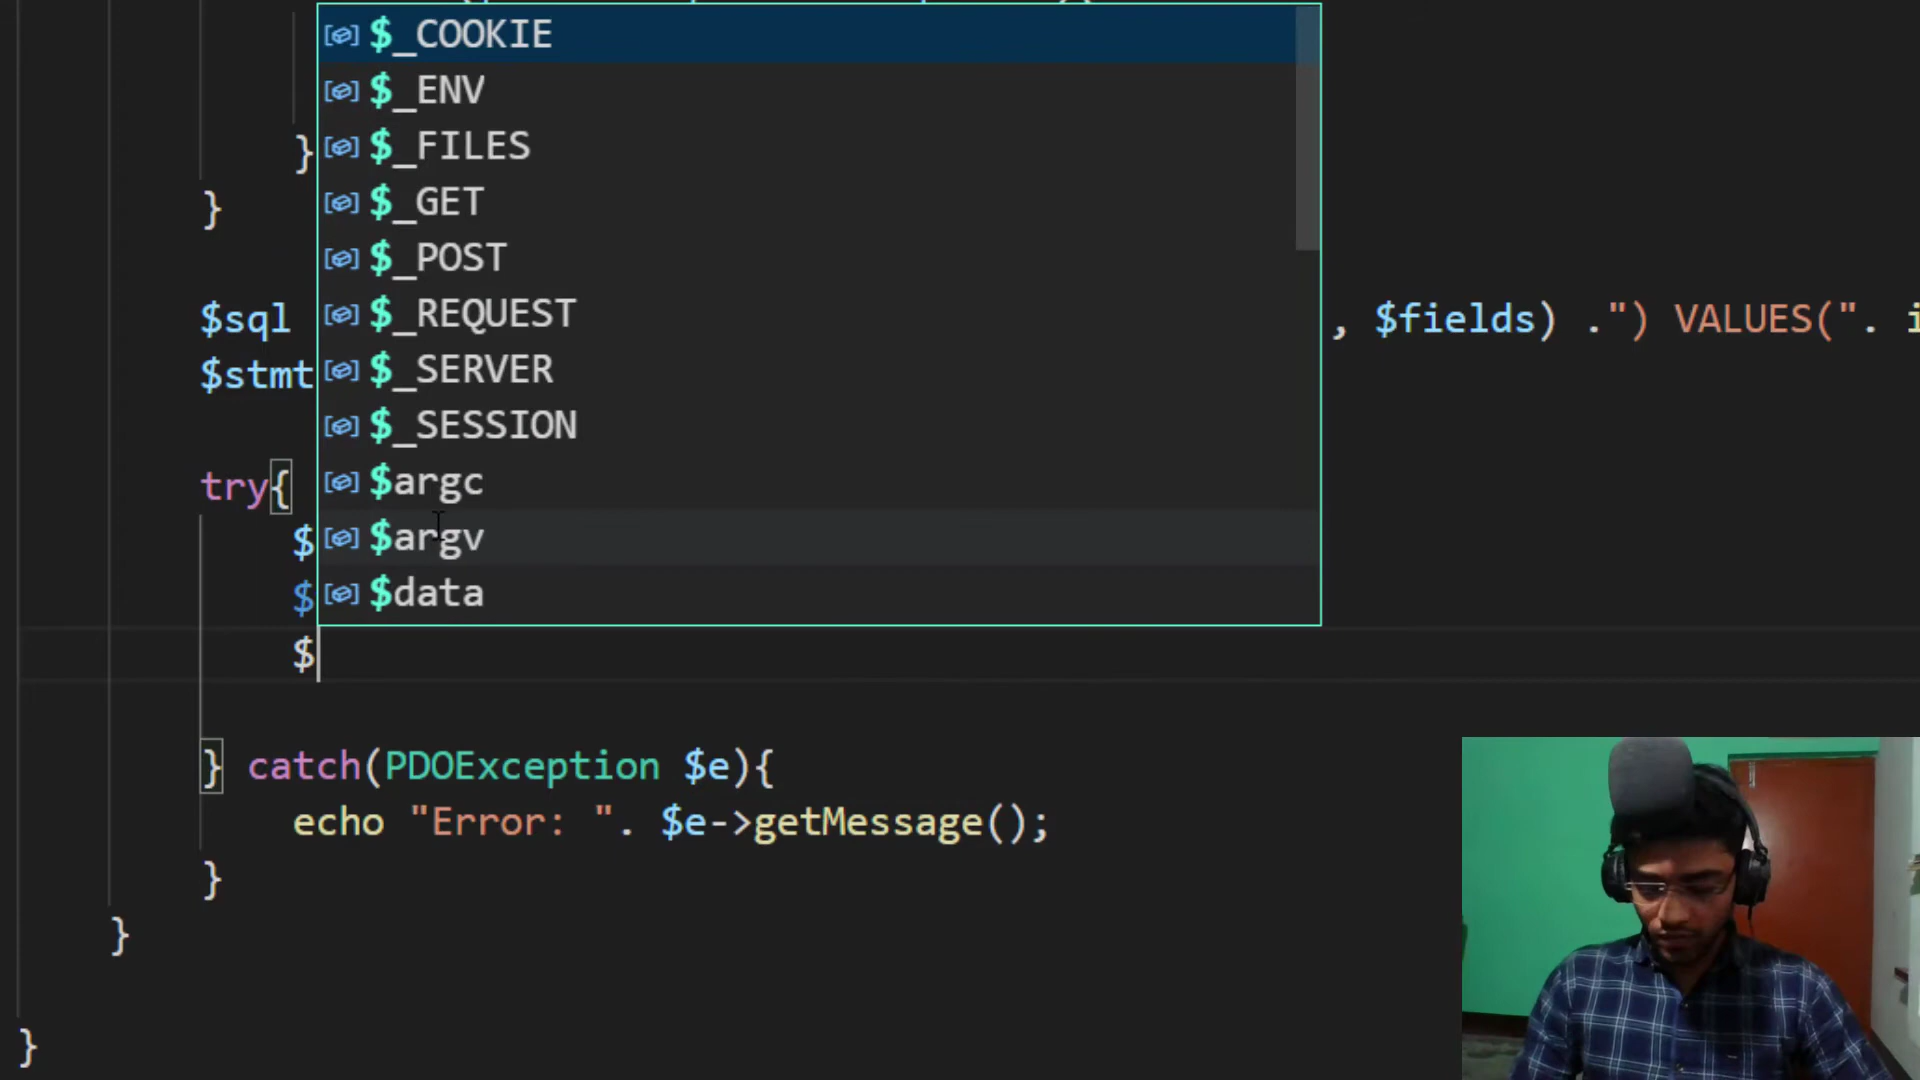 $_COOKIE
$_ENV
$_FILES
}
$_GET
}
$_POST
$_REQUEST
$sql
, $fields) .") VALUES(". i
$_SERVER
$stmt
$_SESSION
$argc
try{
$argv
$
$data
$
$
} catch(PDOException $e){
echo "Error: ". $e->getMessage();
}
}
}